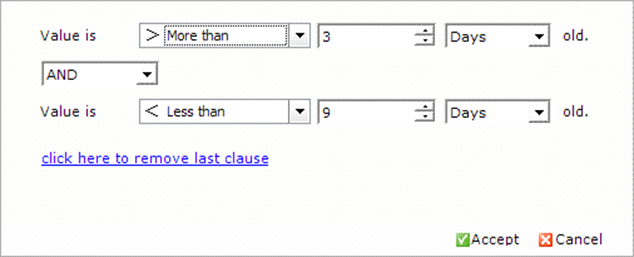 Value is > More than 3 Days old.
AND
Value is < Less than 9 Days old.
click here to remove last clause
Accept Cancel